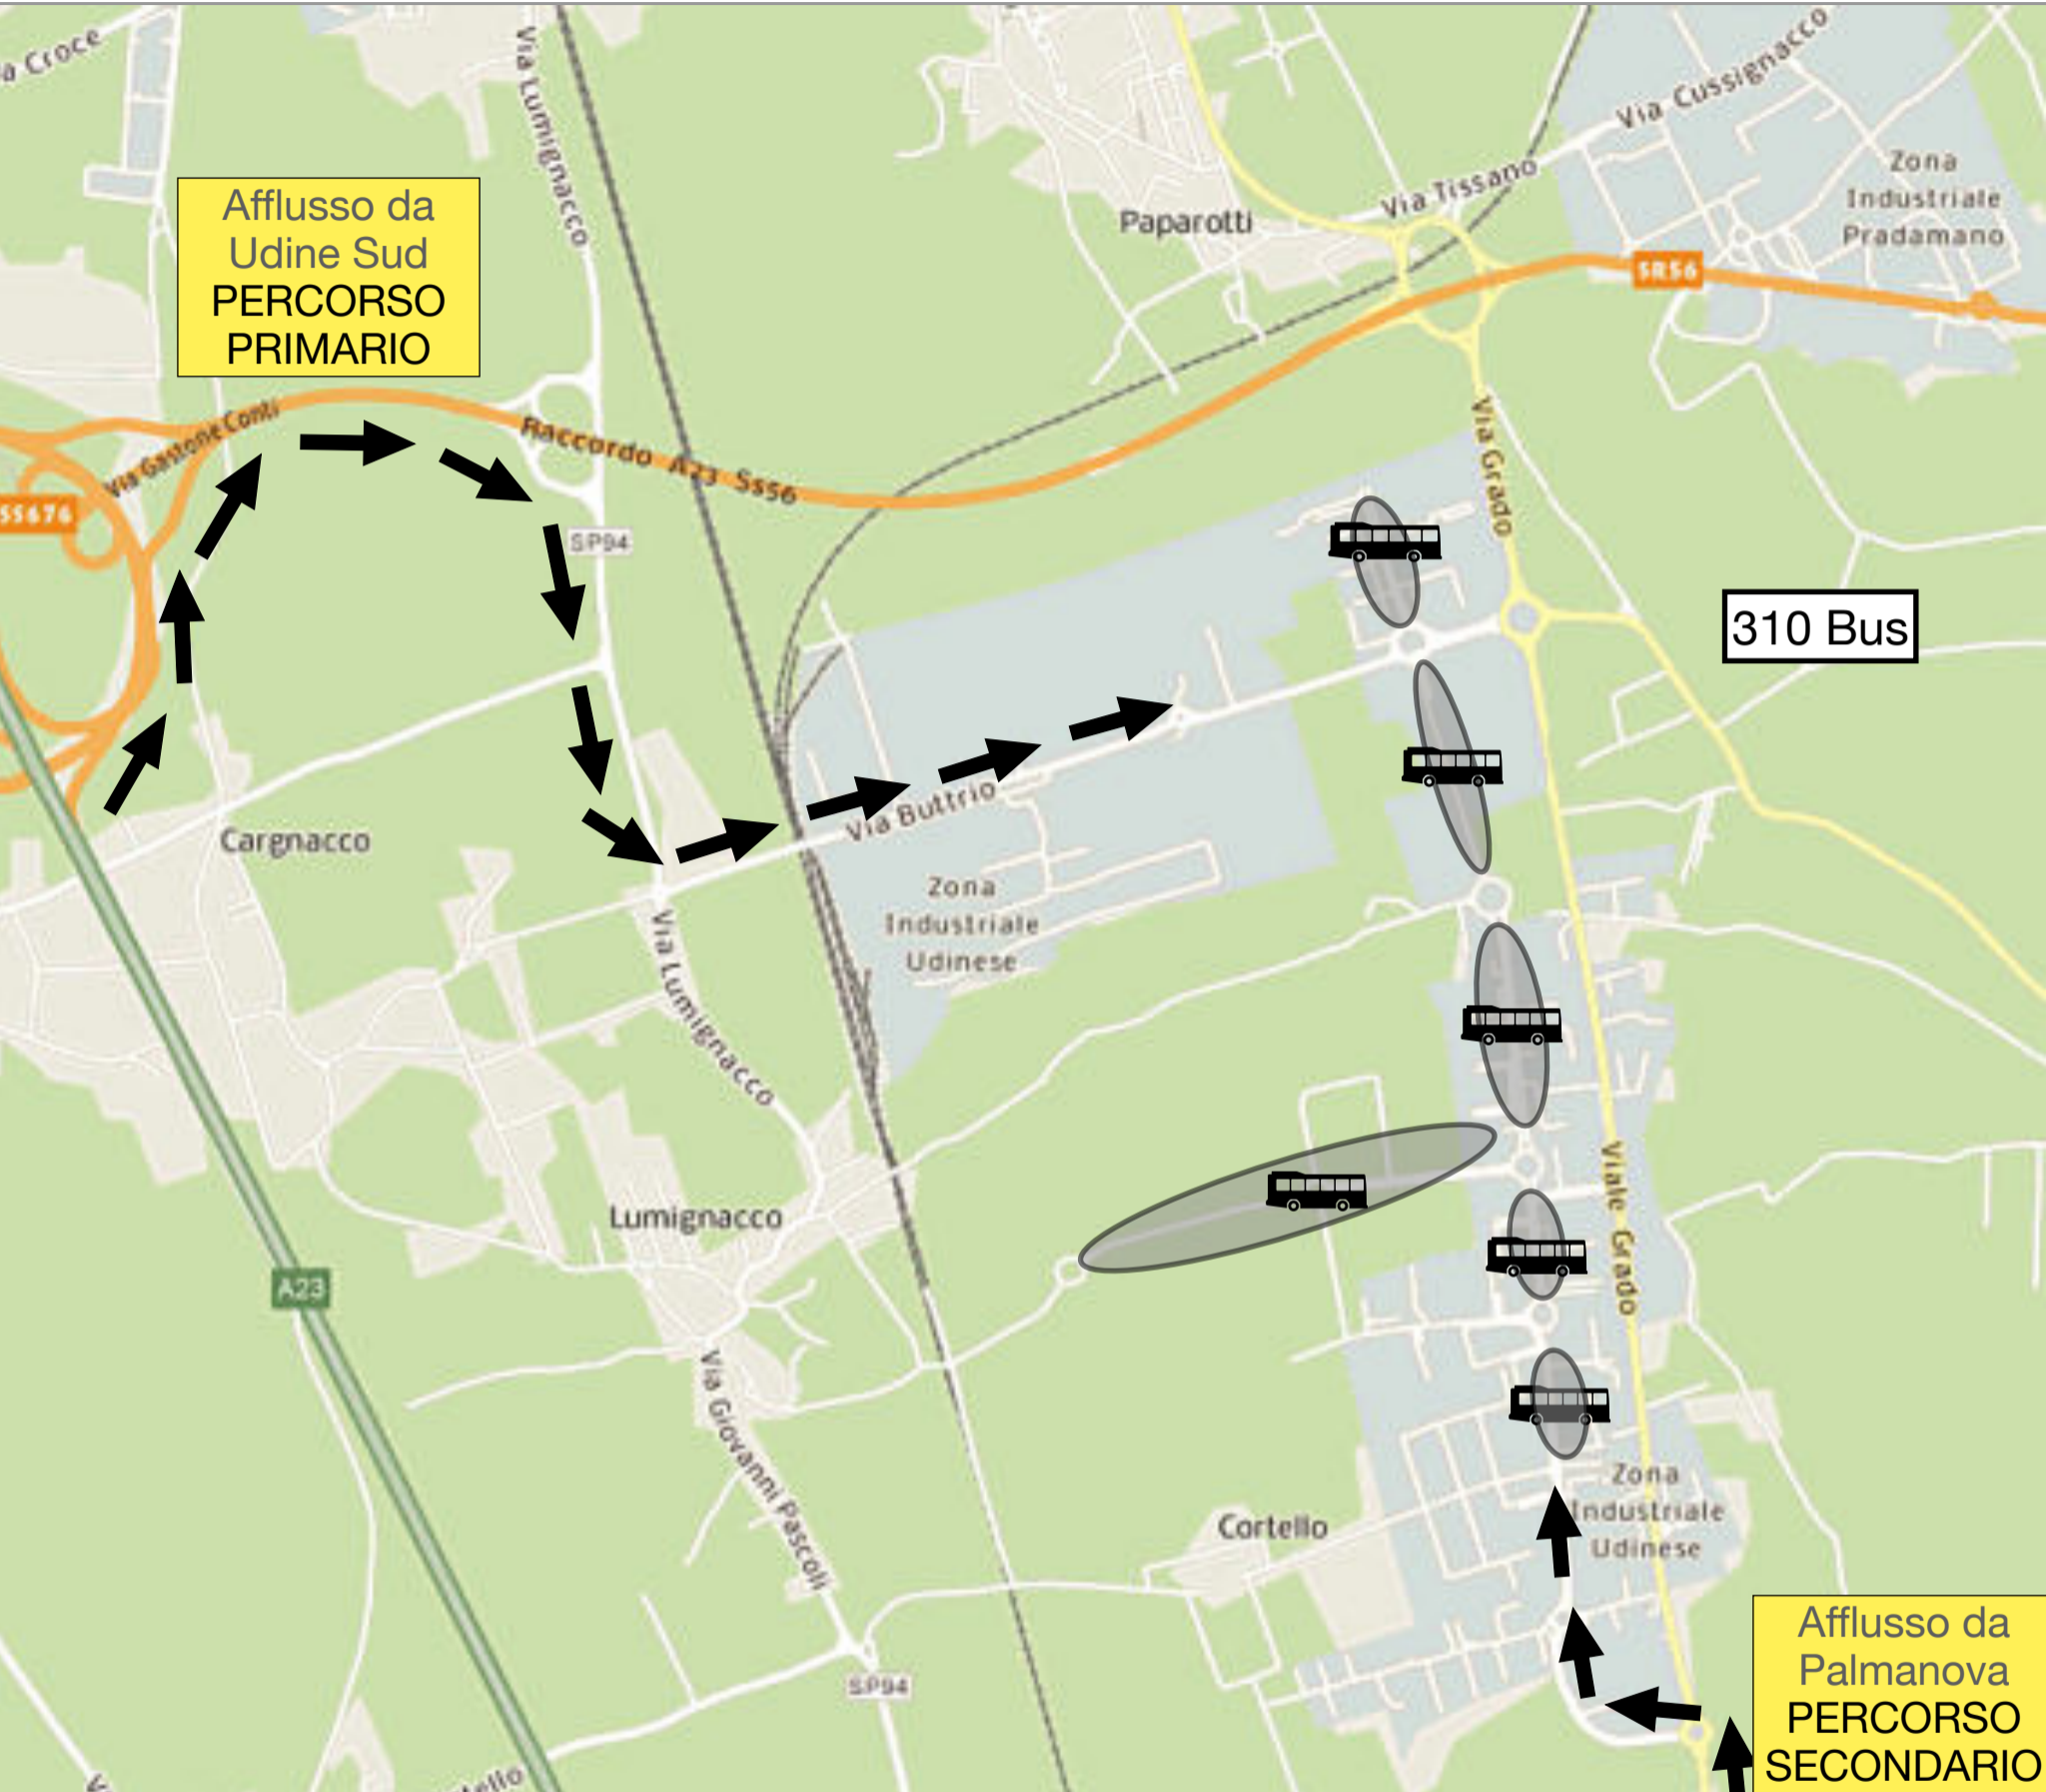 a Croce
Via Lumignacco
Via Cussignacco
Zona
Industriale
Pradamano
Via Tissano
Paparotti
Afflusso da
Udine Sud
PERCORSO
PRIMARIO
SR56
Via Gastone Conti
Raccordo A23 Ss56
Via Grado
SS676
SP94
310 Bus
Via Buttrio
Cargnacco
Zona
Industriale
Udinese
Via Lumignacco
Viale Grado
Lumignacco
A23
Via Giovanni Pascoli
Zona
Industriale
Udinese
Cortello
Afflusso da
Palmanova
PERCORSO
SECONDARIO
SP94
tello